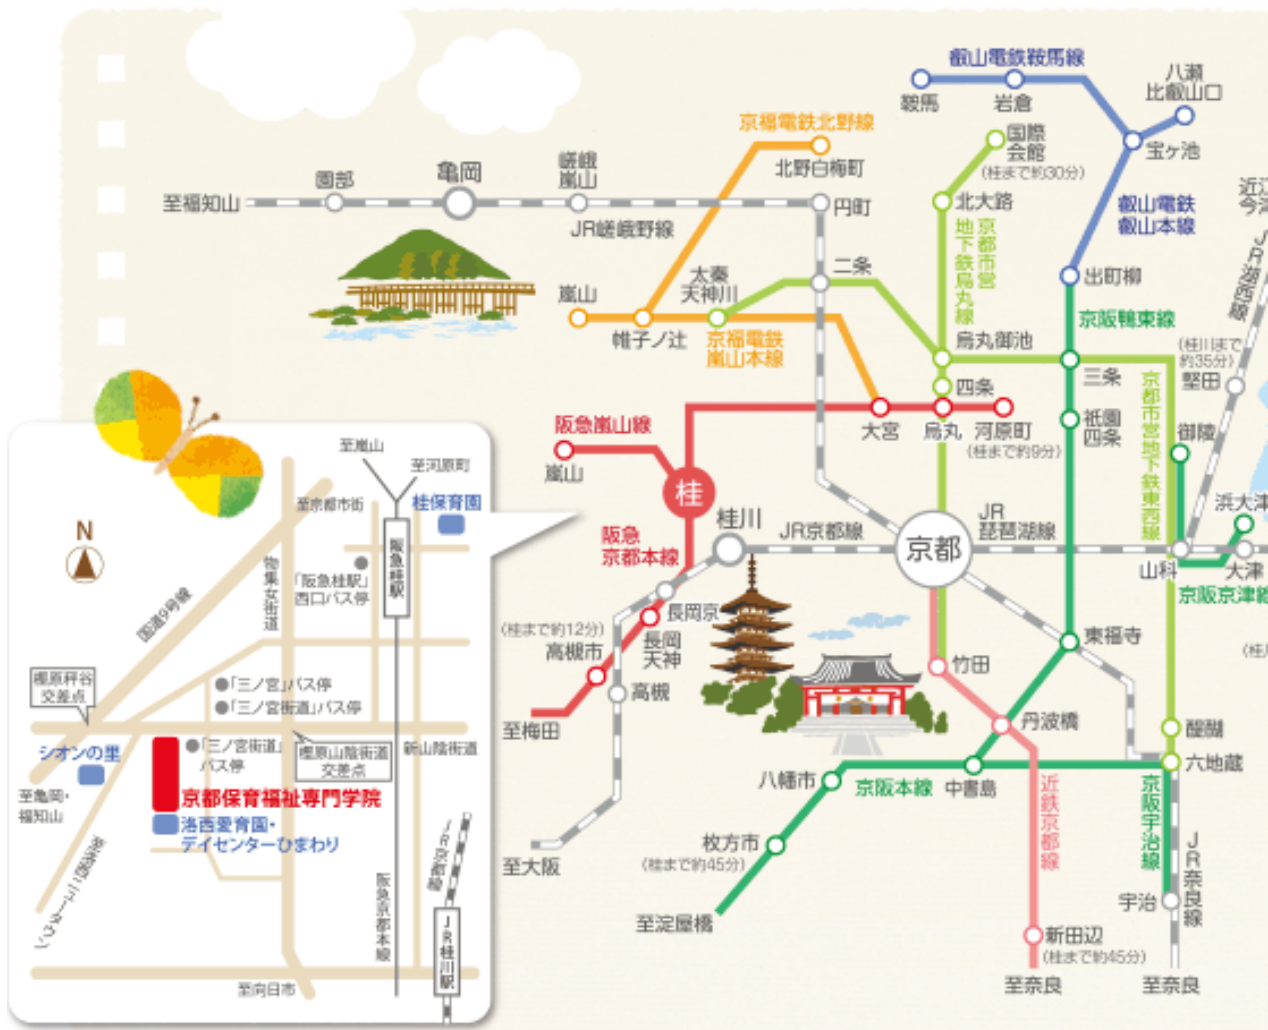 叡山電鉄鞍馬線
鞍馬
岩倉
八瀬
比叡山口
宝ヶ池
京福電鉄北野線
北野白梅町
国際
会館
(桂まで約30分)
嵯峨
嵐山
亀岡
園部
至福知山
JR嵯峨野線
円町
北大路
京都市営
地下鉄烏丸線
叡山電鉄
叡山本線
JR湖西線
出町柳
二条
太秦
天神川
嵐山
帷子ノ辻
京福電鉄
嵐山本線
烏丸御池
京阪鴨東線
三条
(桂川まで
約35分)
堅田
四条
京都市営地下鉄東西線
阪急嵐山線
嵐山
大宮
烏丸
河原町
(桂まで約9分)
祇園
四条
御陵
桂
桂川
JR京都線
京都
JR
琵琶湖線
浜大津
山科
大津
京阪京津線
阪急
京都本線
長岡京
長岡
天神
(桂まで約12分)
高槻市
高槻
至梅田
竹田
東福寺
丹波橋
醍醐
六地蔵
八幡市
京阪本線
中書島
近鉄京都線
京阪宇治線
JR奈良線
枚方市
(桂まで約45分)
至大阪
宇治
至淀屋橋
新田辺
(桂まで約45分)
至奈良
至奈良
至嵐山
至河原町
至京都市街
桂保育園
N
阪急桂駅
物集女街道
「阪急桂駅」
西口バス停
国道9号線
樫原秤谷
交差点
「三ノ宮」バス停
「三ノ宮街道」バス停
シオンの里
「三ノ宮街道」
バス停
樫原山陰街道
交差点
新山陰街道
京都保育福祉専門学院
至亀岡・
福知山
洛西愛育園・
デイセンターひまわり
JR京都線
阪急京都本線
JR桂川駅
至向日市